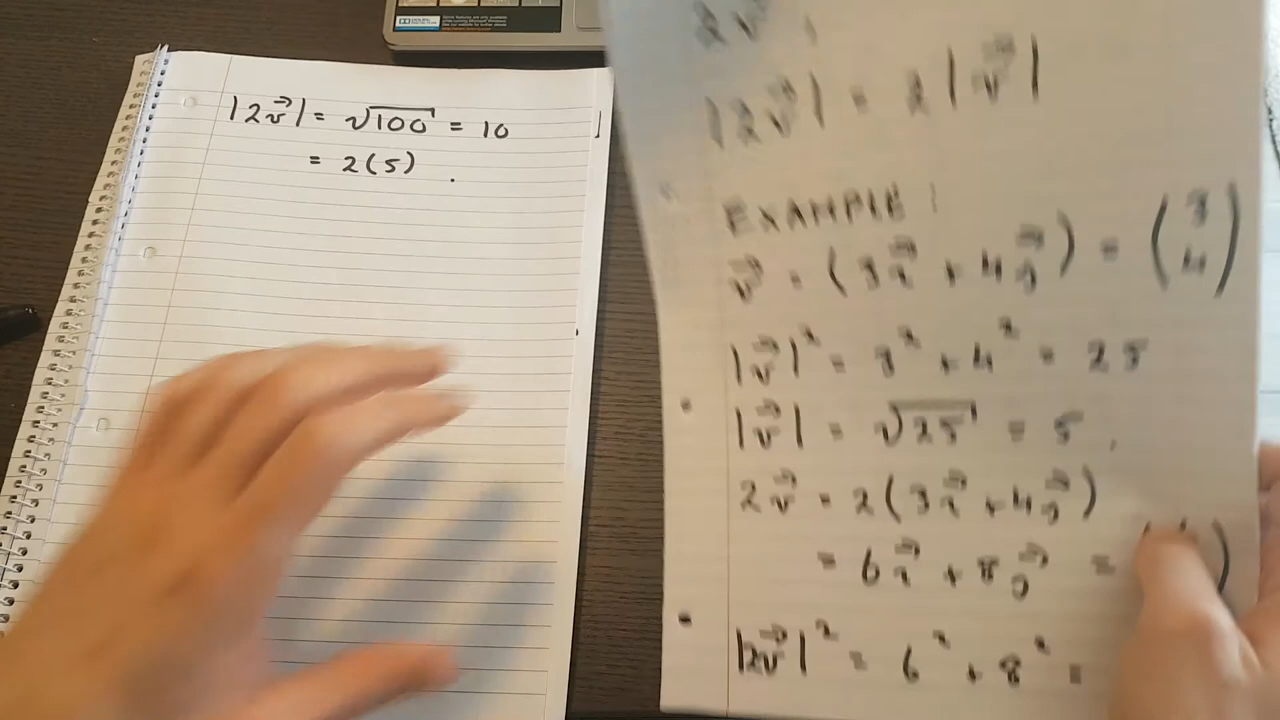 |2v⃗| = √100 = 10
= 2(5) .
2v⃗
|2v⃗| = 2|v⃗|
EXAMPLE :
v⃗ = (3i⃗ + 4j⃗) = (3 4)
|v⃗|² = 3² + 4² = 25
|v⃗| = √25 = 5 .
2v⃗ = 2(3i⃗ + 4j⃗)
= 6i⃗ + 8j⃗ =
|2v⃗|² = 6² + 8² =